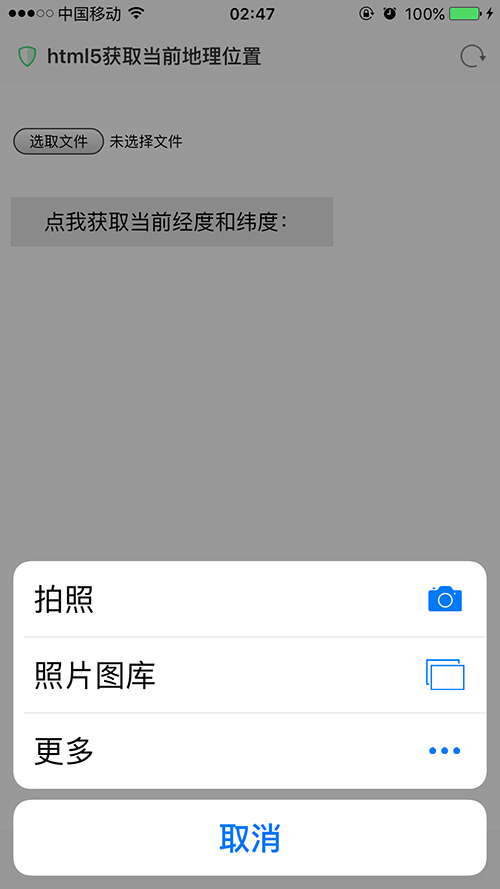 中国移动 02:47 100%
html5获取当前地理位置
选取文件 未选择文件
点我获取当前经度和纬度：
拍照
照片图库
更多
取消